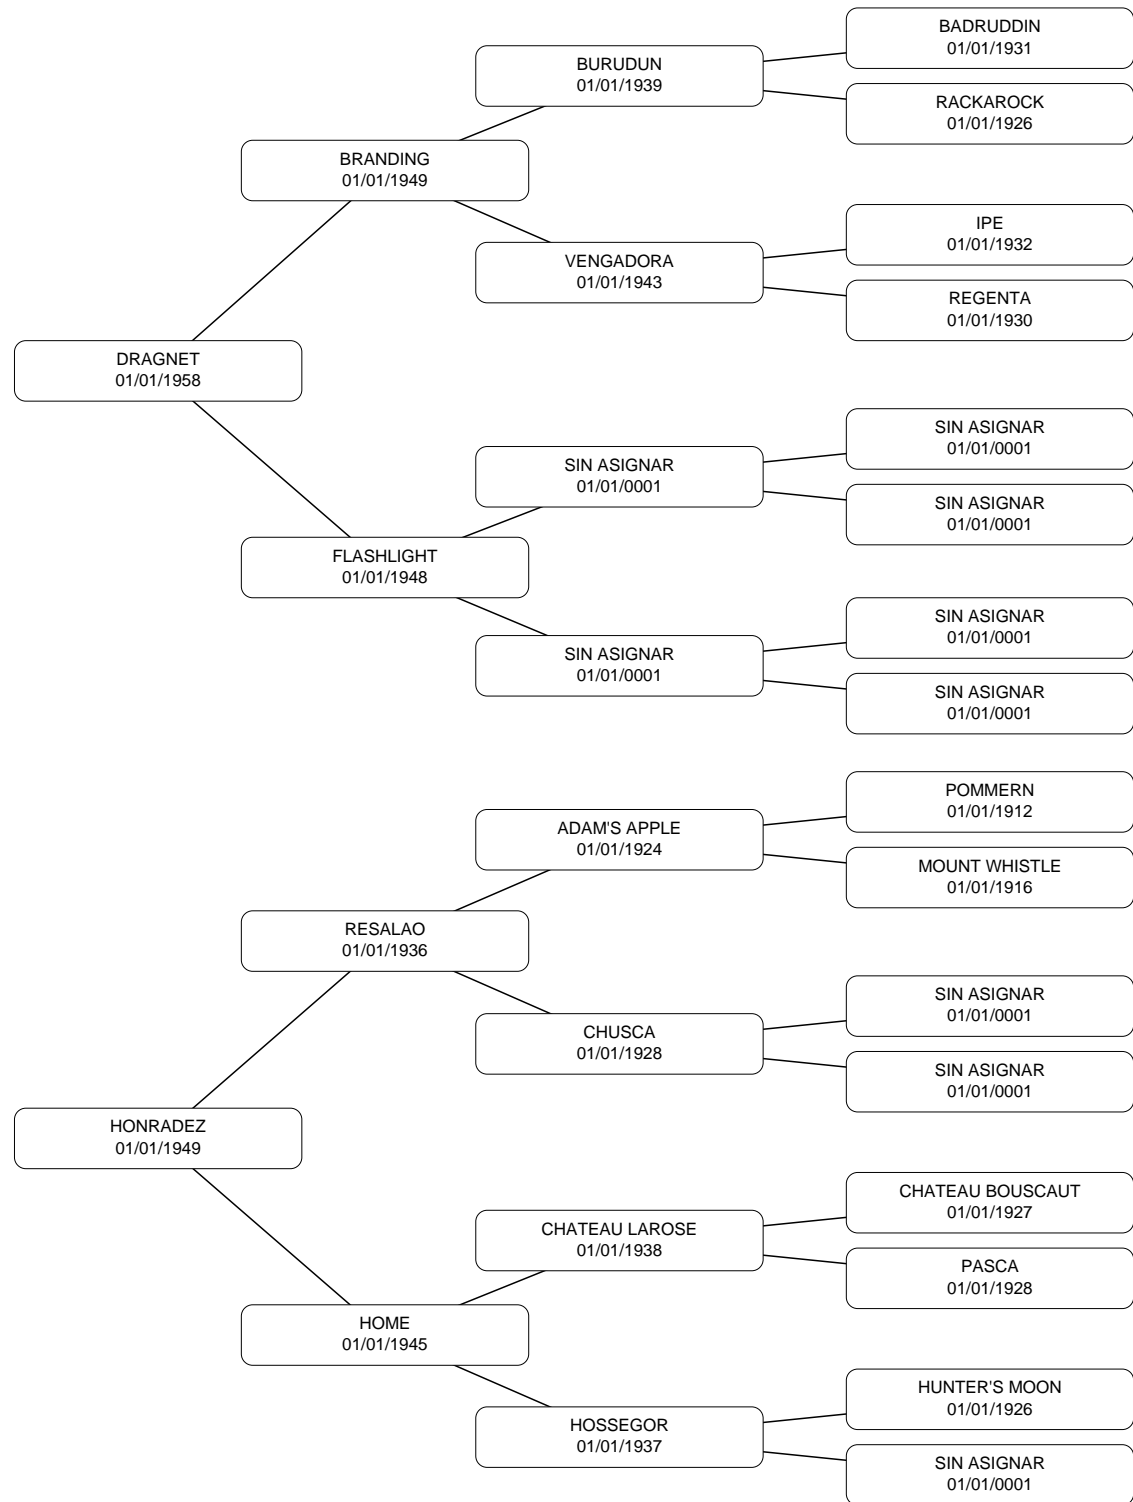 BADRUDDIN
01/01/1931
BURUDUN
01/01/1939
RACKAROCK
01/01/1926
BRANDING
01/01/1949
IPE
01/01/1932
VENGADORA
01/01/1943
REGENTA
01/01/1930
DRAGNET
01/01/1958
SIN ASIGNAR
01/01/0001
SIN ASIGNAR
01/01/0001
SIN ASIGNAR
01/01/0001
FLASHLIGHT
01/01/1948
SIN ASIGNAR
01/01/0001
SIN ASIGNAR
01/01/0001
SIN ASIGNAR
01/01/0001
POMMERN
01/01/1912
ADAM'S APPLE
01/01/1924
MOUNT WHISTLE
01/01/1916
RESALAO
01/01/1936
SIN ASIGNAR
01/01/0001
CHUSCA
01/01/1928
SIN ASIGNAR
01/01/0001
HONRADEZ
01/01/1949
CHATEAU BOUSCAUT
01/01/1927
CHATEAU LAROSE
01/01/1938
PASCA
01/01/1928
HOME
01/01/1945
HUNTER'S MOON
01/01/1926
HOSSEGOR
01/01/1937
SIN ASIGNAR
01/01/0001